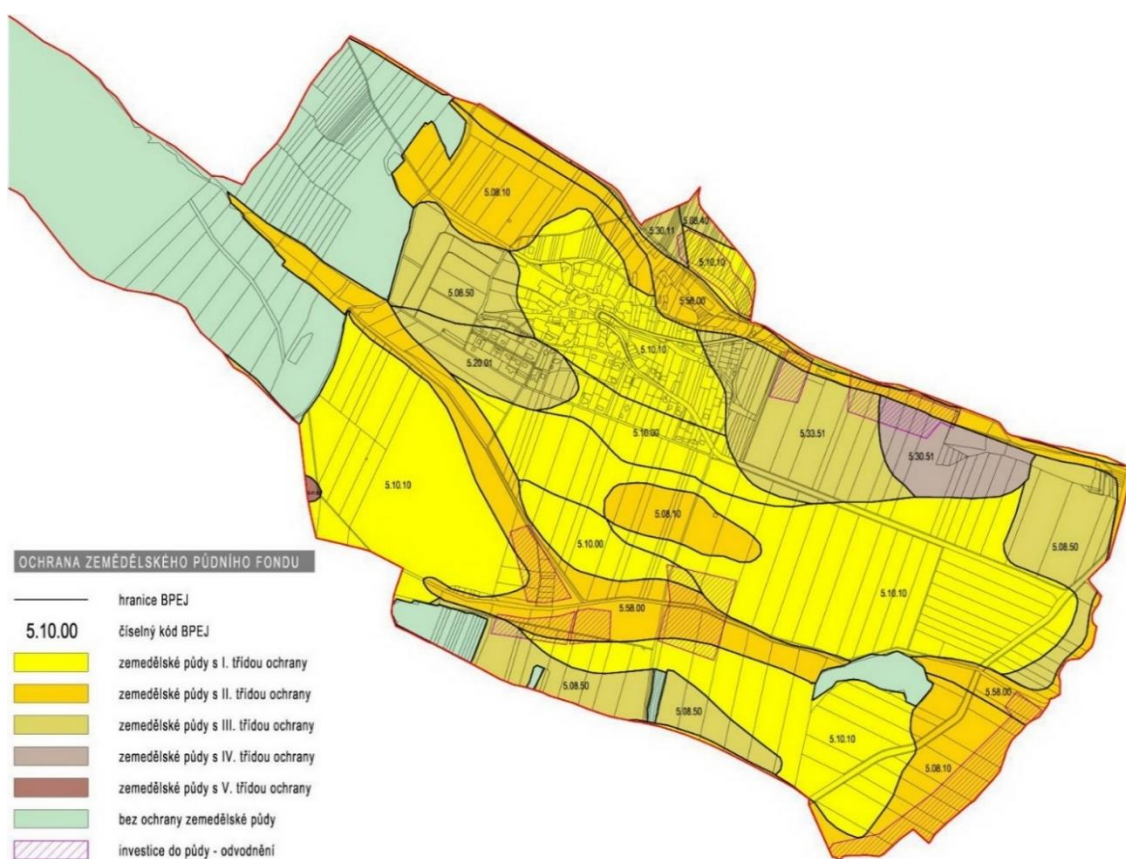 5.08.10
5.30.11
5.08.40
5.10.10
5.08.50
5.58.00
5.10.10
5.20.01
5.10.00
5.33.51
5.30.51
5.10.10
5.08.10
5.10.00
5.08.50
5.10.10
5.58.00
5.08.50
5.08.50
5.58.00
5.10.10
5.08.10
OCHRANA ZEMĚDĚLSKÉHO PŮDNÍHO FONDU
hranice BPEJ
5.10.00 číselný kód BPEJ
zemědělské půdy s I. třídou ochrany
zemědělské půdy s II. třídou ochrany
zemědělské půdy s III. třídou ochrany
zemědělské půdy s IV. třídou ochrany
zemědělské půdy s V. třídou ochrany
bez ochrany zemědělské půdy
investice do půdy - odvodnění